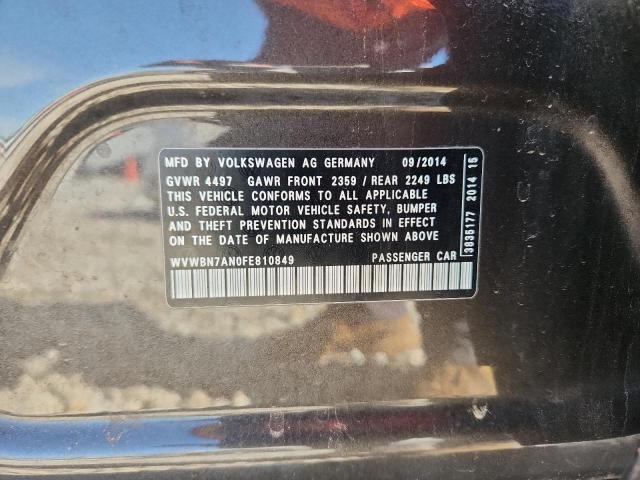 MFD BY VOLKSWAGEN AG GERMANY 09/2014
GVWR 4497 GAWR FRONT 2359 / REAR 2249 LBS
THIS VEHICLE CONFORMS TO ALL APPLICABLE
U.S. FEDERAL MOTOR VEHICLE SAFETY, BUMPER
AND THEFT PREVENTION STANDARDS IN EFFECT
ON THE DATE OF MANUFACTURE SHOWN ABOVE
WVWBN7AN0FE810849 PASSENGER CAR
3835177 2014 15